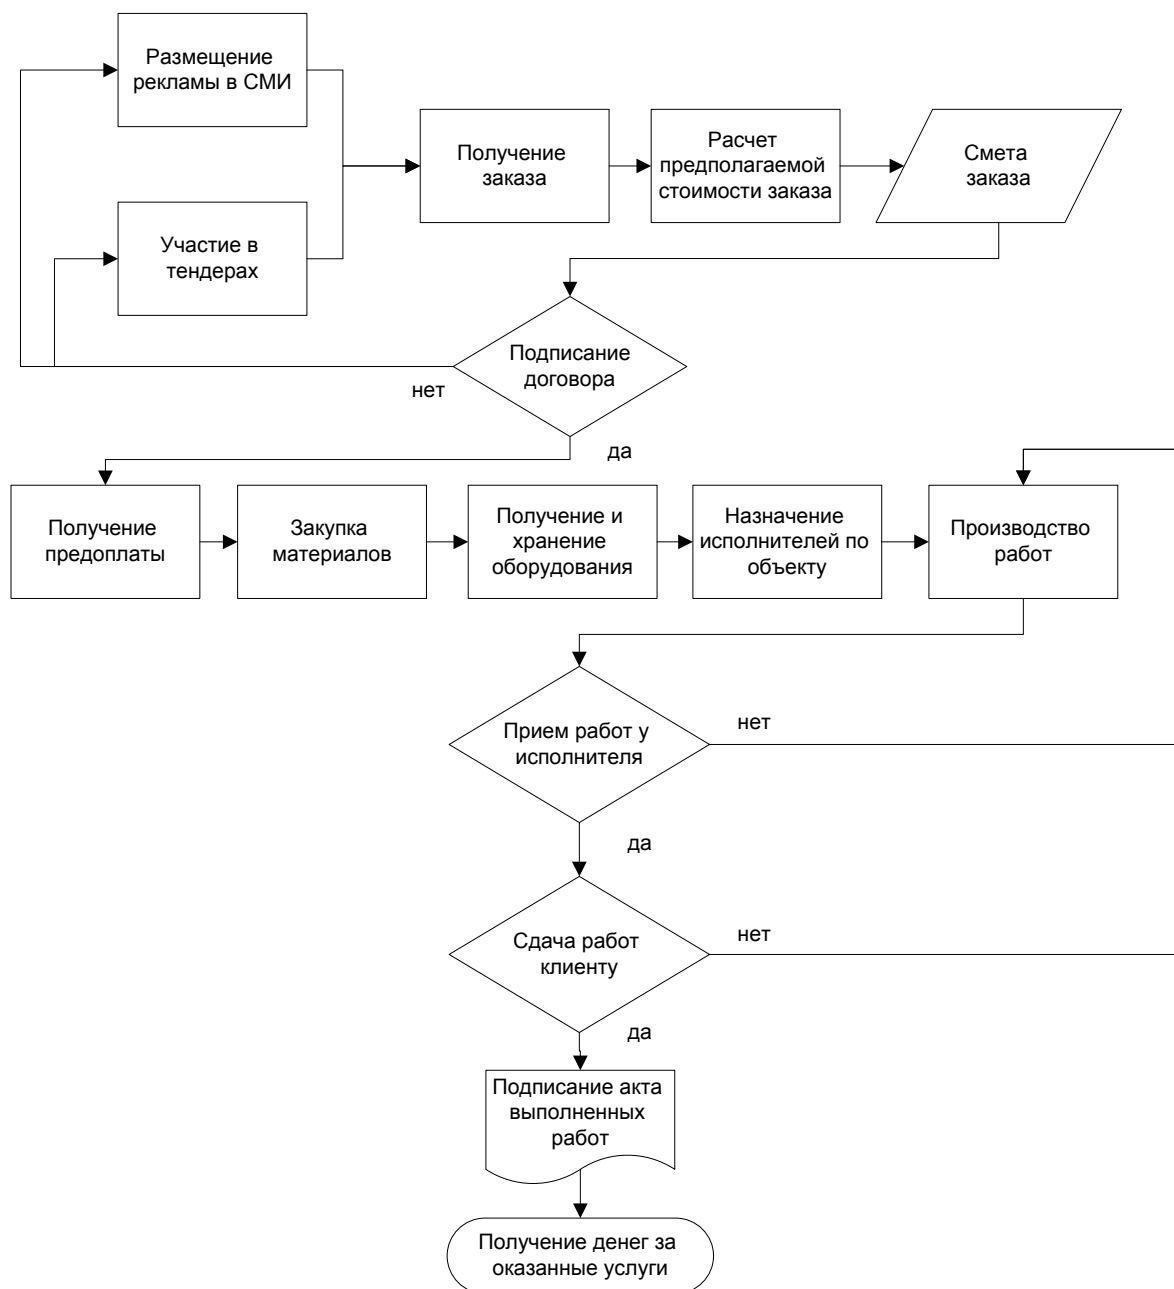 Размещение
рекламы в СМИ
Получение
заказа
Расчет
предполагаемой
стоимости заказа
Смета
заказа
Участие в
тендерах
Подписание
договора
нет
да
Получение
предоплаты
Закупка
материалов
Получение и
хранение
оборудования
Назначение
исполнителей по
объекту
Производство
работ
Прием работ у
исполнителя
нет
да
Сдача работ
клиенту
нет
да
Подписание акта
выполненных
работ
Получение денег за
оказанные услуги